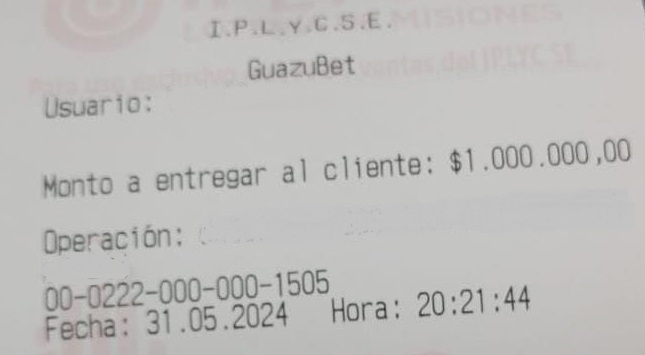 I.P.L.Y.C.S.E.
GuazuBet
Usuario:
Monto a entregar al cliente: $1.000.000,00
Operación:
00-0222-000-000-1505
Fecha: 31.05.2024 Hora: 20:21:44